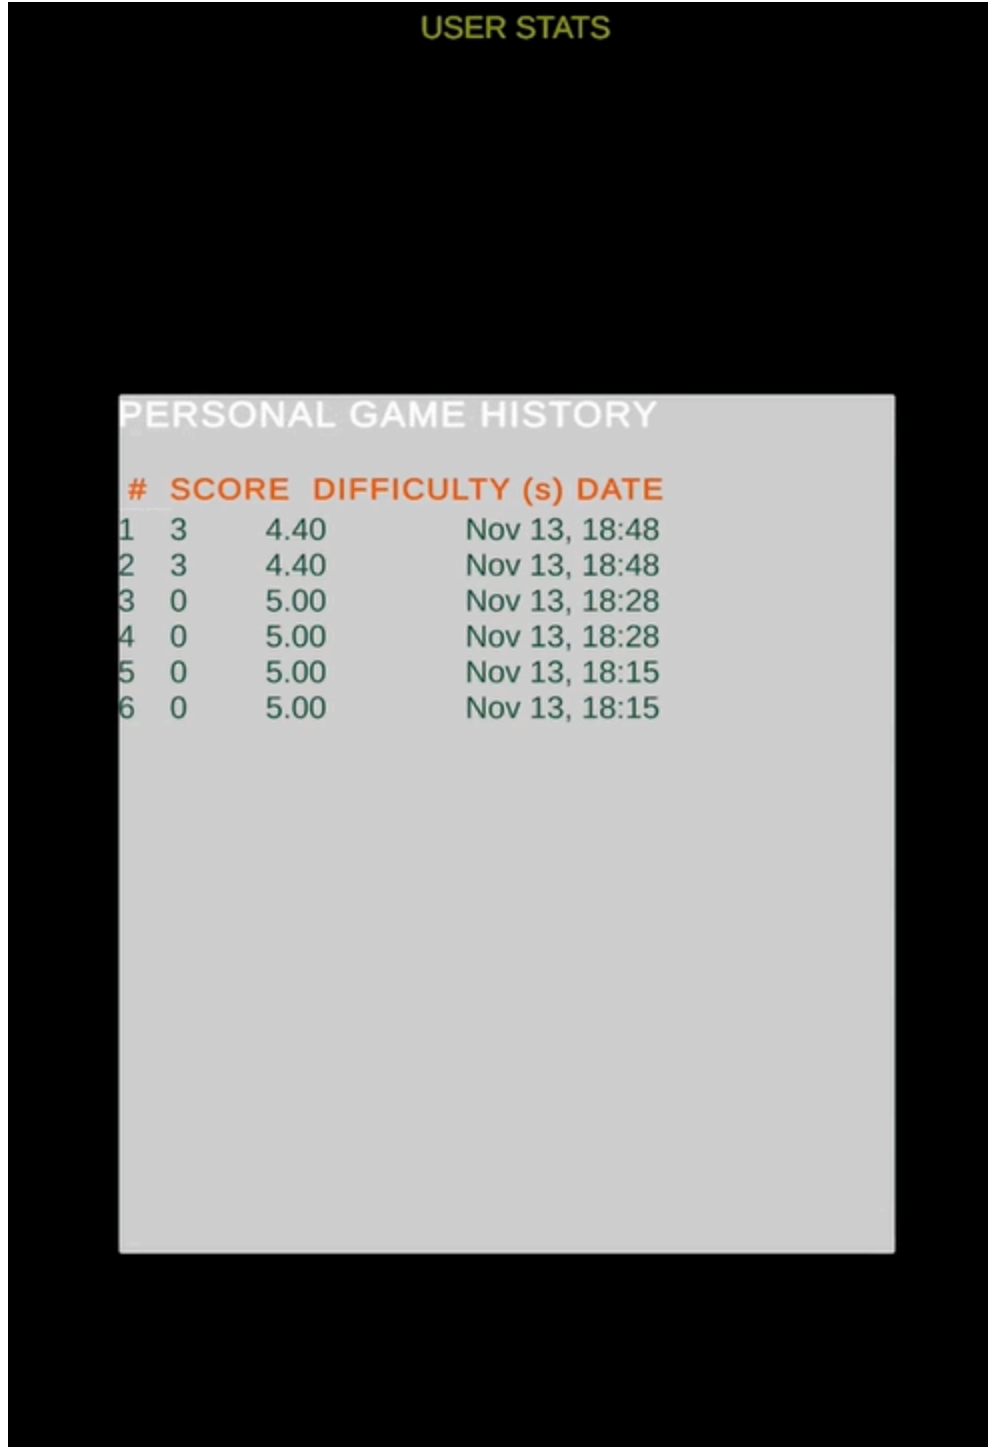 USER STATS
PERSONAL GAME HISTORY
# SCORE DIFFICULTY (s) DATE
1 3 4.40 Nov 13, 18:48
2 3 4.40 Nov 13, 18:48
3 0 5.00 Nov 13, 18:28
4 0 5.00 Nov 13, 18:28
5 0 5.00 Nov 13, 18:15
6 0 5.00 Nov 13, 18:15